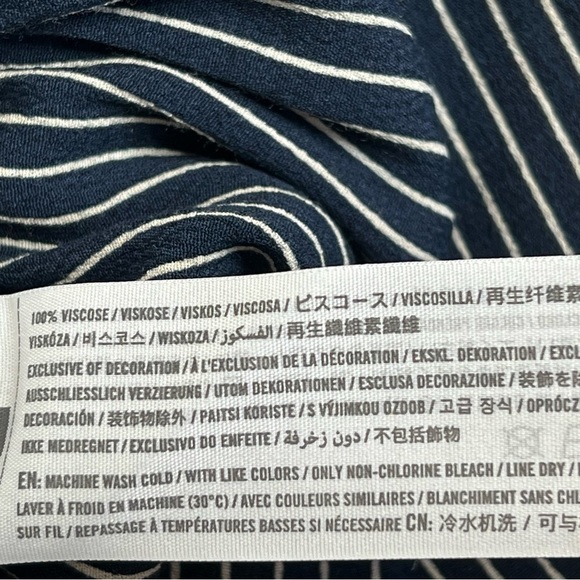 100% VISCOSE / VISKOSE / VISKOS / VISCOSA / ビスコース / VISCOSILLA / 再生纤维素
VISKÓZA / 비스코스 / WISKOZA / الفسكوز / 再生纖維素纖維
EXCLUSIVE OF DECORATION / À L'EXCLUSION DE LA DÉCORATION / EKSKL. DEKORATION / EXCL
AUSSCHLIESSLICH VERZIERUNG / UTOM DEKORATIONEN / ESCLUSA DECORAZIONE / 装飾を除
DECORACIÓN / 装饰物除外 / PAITSI KORISTE / S VÝJIMKOU OZDOB / 고급 장식 / OPRÓCZ
IKKE MEDREGNET / EXCLUSIVO DO ENFEITE / دون زخرفة / 不包括飾物
EN: MACHINE WASH COLD / WITH LIKE COLORS / ONLY NON-CHLORINE BLEACH / LINE DRY /
LAVER À FROID EN MACHINE (30°C) / AVEC COULEURS SIMILAIRES / BLANCHIMENT SANS CHL
SUR FIL / REPASSAGE À TEMPÉRATURES BASSES SI NÉCESSAIRE CN: 冷水机洗 / 可与